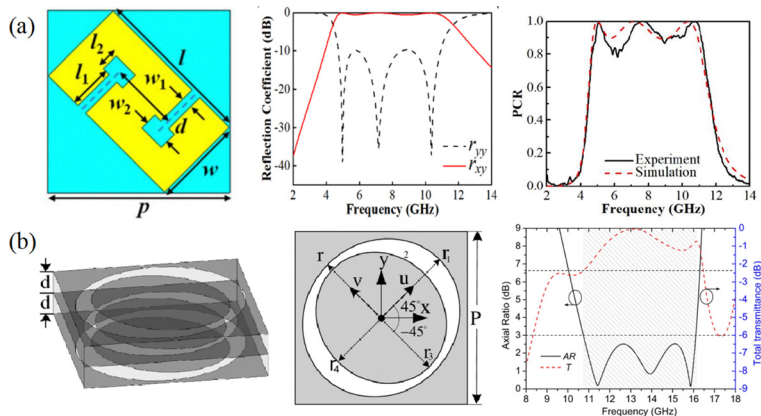 (a)
l
l2
l1
w1
w2
d
w
p
Reflection Coefficient (dB)
0
-10
-20
-30
-40
2 4 6 8 10 12 14
Frequency (GHz)
r_yy
r_xy
PCR
1.0
0.8
0.6
0.4
0.2
0.0
Experiment
Simulation
2 4 6 8 10 12 14
Frequency (GHz)
(b)
d
d
r
y
2
r1
v
u
45°
x
-45°
r4
r3
P
Axial Ratio (dB)
9
8
7
6
5
4
3
2
1
0
AR
T
8 9 10 11 12 13 14 15 16 17 18
Frequency (GHz)
0
-1
-2
-3
-4
-5
-6
-7
-8
-9
Total transmittance (dB)